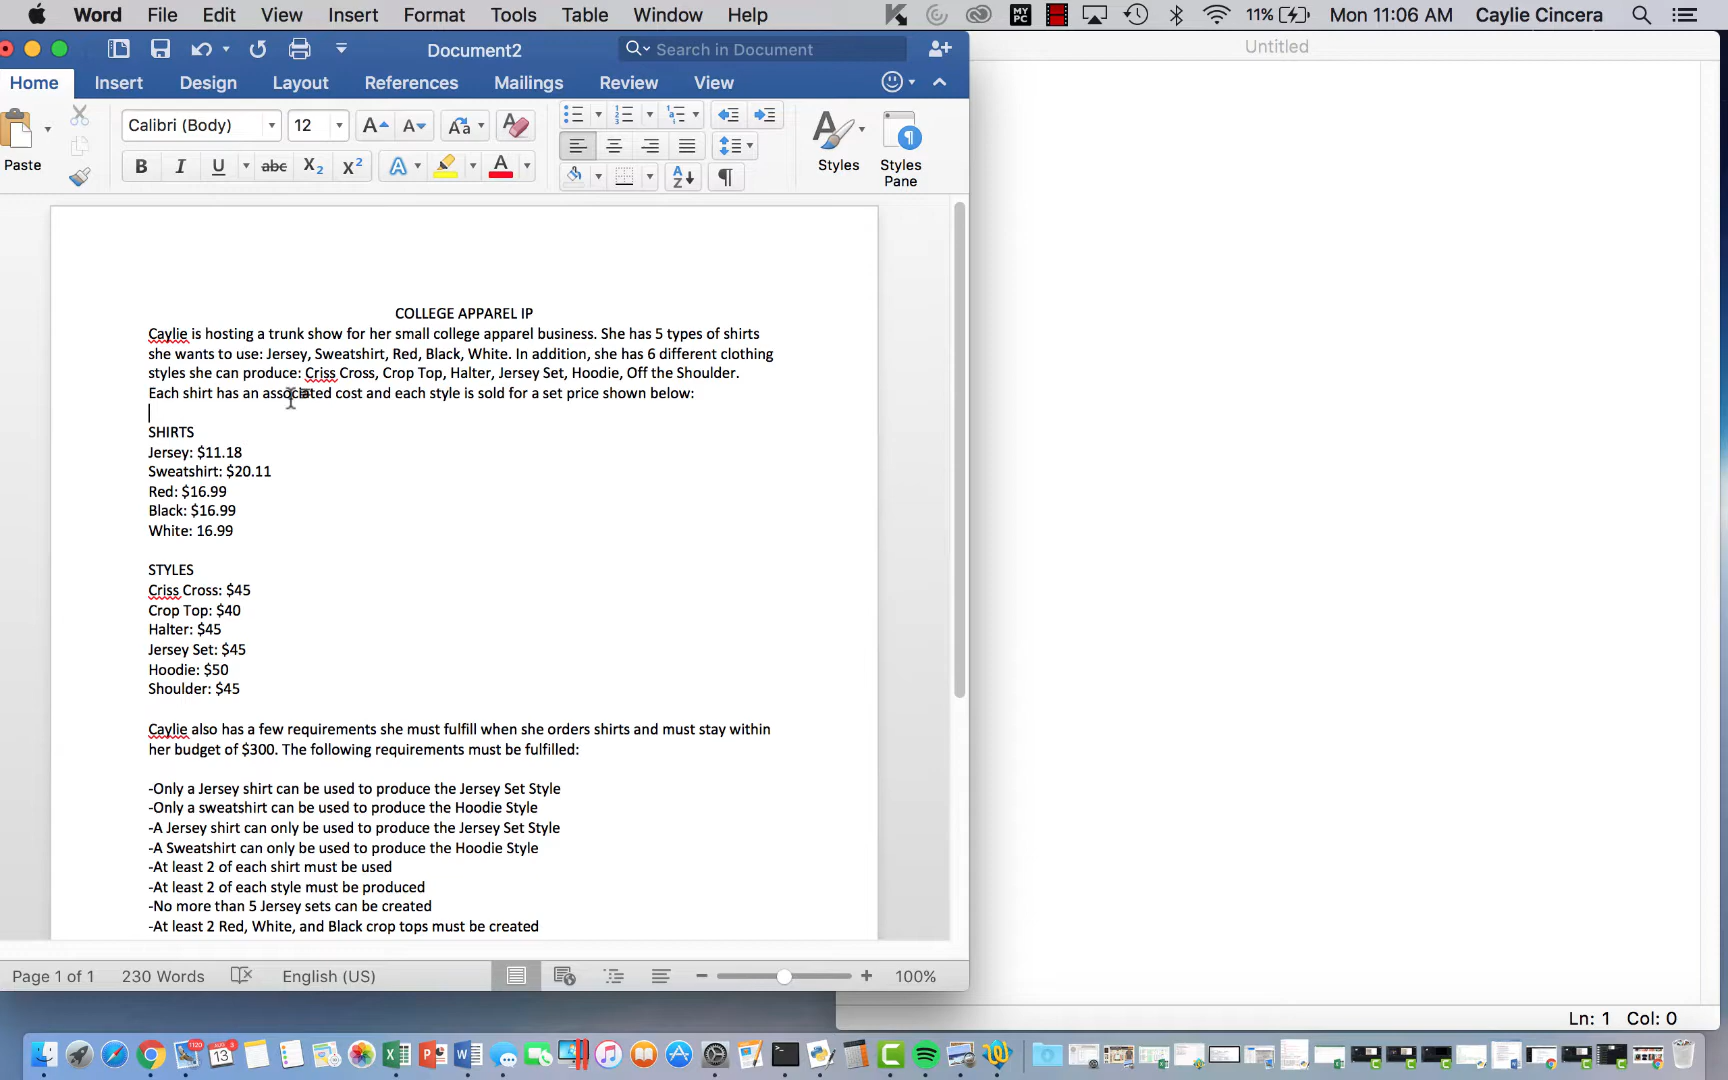 Word File Edit View Insert Format Tools Table Window Help
11% Mon 11:06 AM Caylie Cincera
Document2
Search in Document
Untitled
Home Insert Design Layout References Mailings Review View
Paste
Calibri (Body) 12
Styles
Styles Pane
COLLEGE APPAREL IP
Caylie is hosting a trunk show for her small college apparel business. She has 5 types of shirts
she wants to use: Jersey, Sweatshirt, Red, Black, White. In addition, she has 6 different clothing
styles she can produce: Criss Cross, Crop Top, Halter, Jersey Set, Hoodie, Off the Shoulder.
Each shirt has an associated cost and each style is sold for a set price shown below:
SHIRTS
Jersey: $11.18
Sweatshirt: $20.11
Red: $16.99
Black: $16.99
White: 16.99
STYLES
Criss Cross: $45
Crop Top: $40
Halter: $45
Jersey Set: $45
Hoodie: $50
Shoulder: $45
Caylie also has a few requirements she must fulfill when she orders shirts and must stay within
her budget of $300. The following requirements must be fulfilled:
-Only a Jersey shirt can be used to produce the Jersey Set Style
-Only a sweatshirt can be used to produce the Hoodie Style
-A Jersey shirt can only be used to produce the Jersey Set Style
-A Sweatshirt can only be used to produce the Hoodie Style
-At least 2 of each shirt must be used
-At least 2 of each style must be produced
-No more than 5 Jersey sets can be created
-At least 2 Red, White, and Black crop tops must be created
Page 1 of 1 230 Words English (US) 100%
Ln: 1 Col: 0